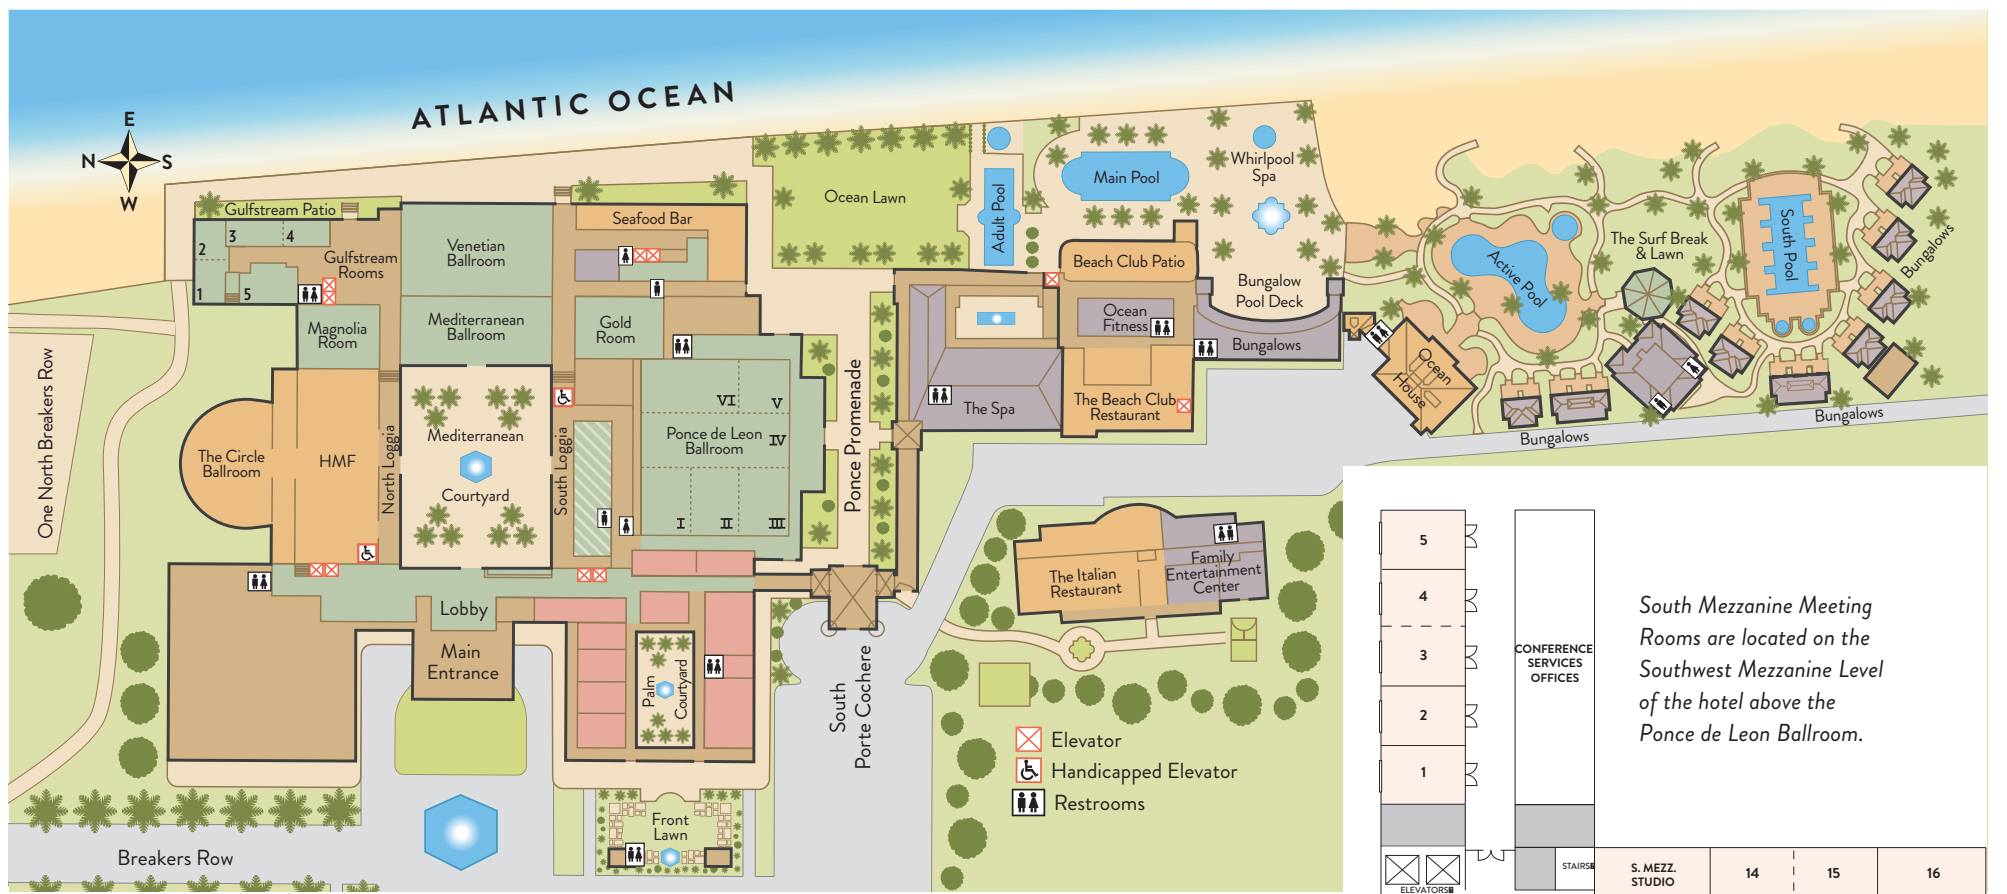 ATLANTIC OCEAN
E
N
S
W
Gulfstream Patio
2
3
4
1
5
Gulfstream
Rooms
Magnolia
Room
Venetian
Ballroom
Mediterranean
Ballroom
Seafood Bar
Gold
Room
Ocean Lawn
Adult Pool
Main Pool
Whirlpool
Spa
Beach Club Patio
Bungalow
Pool Deck
Ocean
Fitness
Bungalows
The Spa
The Beach Club
Restaurant
Ocean
House
Active Pool
The Surf Break
& Lawn
South Pool
Bungalows
Bungalows
Bungalows
One North Breakers Row
The Circle
Ballroom
HMF
North Loggia
Mediterranean
Courtyard
South Loggia
VI
V
Ponce de Leon
Ballroom
IV
I
II
III
Ponce Promenade
Lobby
Main
Entrance
Palm
Courtyard
South
Porte Cochere
The Italian
Restaurant
Family
Entertainment
Center
Elevator
Handicapped Elevator
Restrooms
Front
Lawn
Breakers Row
5
4
3
2
1
CONFERENCE
SERVICES
OFFICES
ELEVATORS
STAIRS
S. MEZZ.
STUDIO
14
15
16
South Mezzanine Meeting
Rooms are located on the
Southwest Mezzanine Level
of the hotel above the
Ponce de Leon Ballroom.